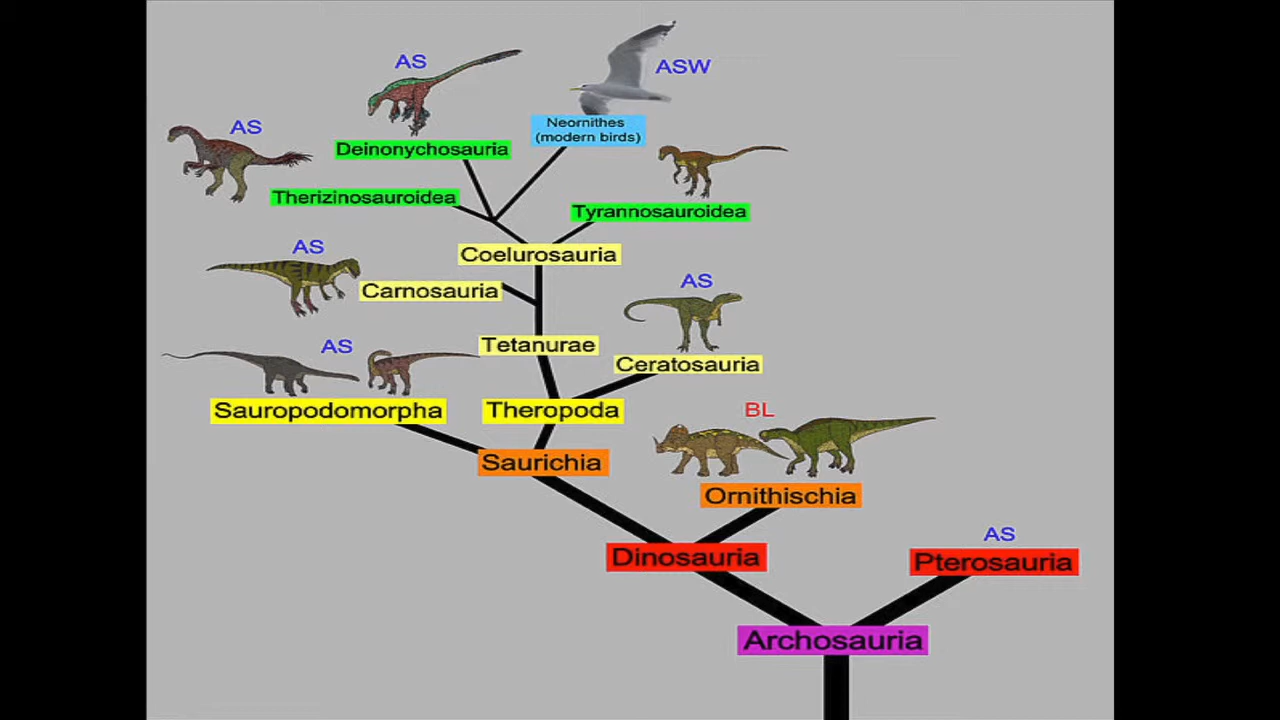 AS
ASW
Neornithes
(modern birds)
AS
Deinonychosauria
Therizinosauroidea
Tyrannosauroidea
AS
Coelurosauria
AS
Carnosauria
AS
Tetanurae
Ceratosauria
Sauropodomorpha
Theropoda
BL
Saurichia
Ornithischia
AS
Dinosauria
Pterosauria
Archosauria